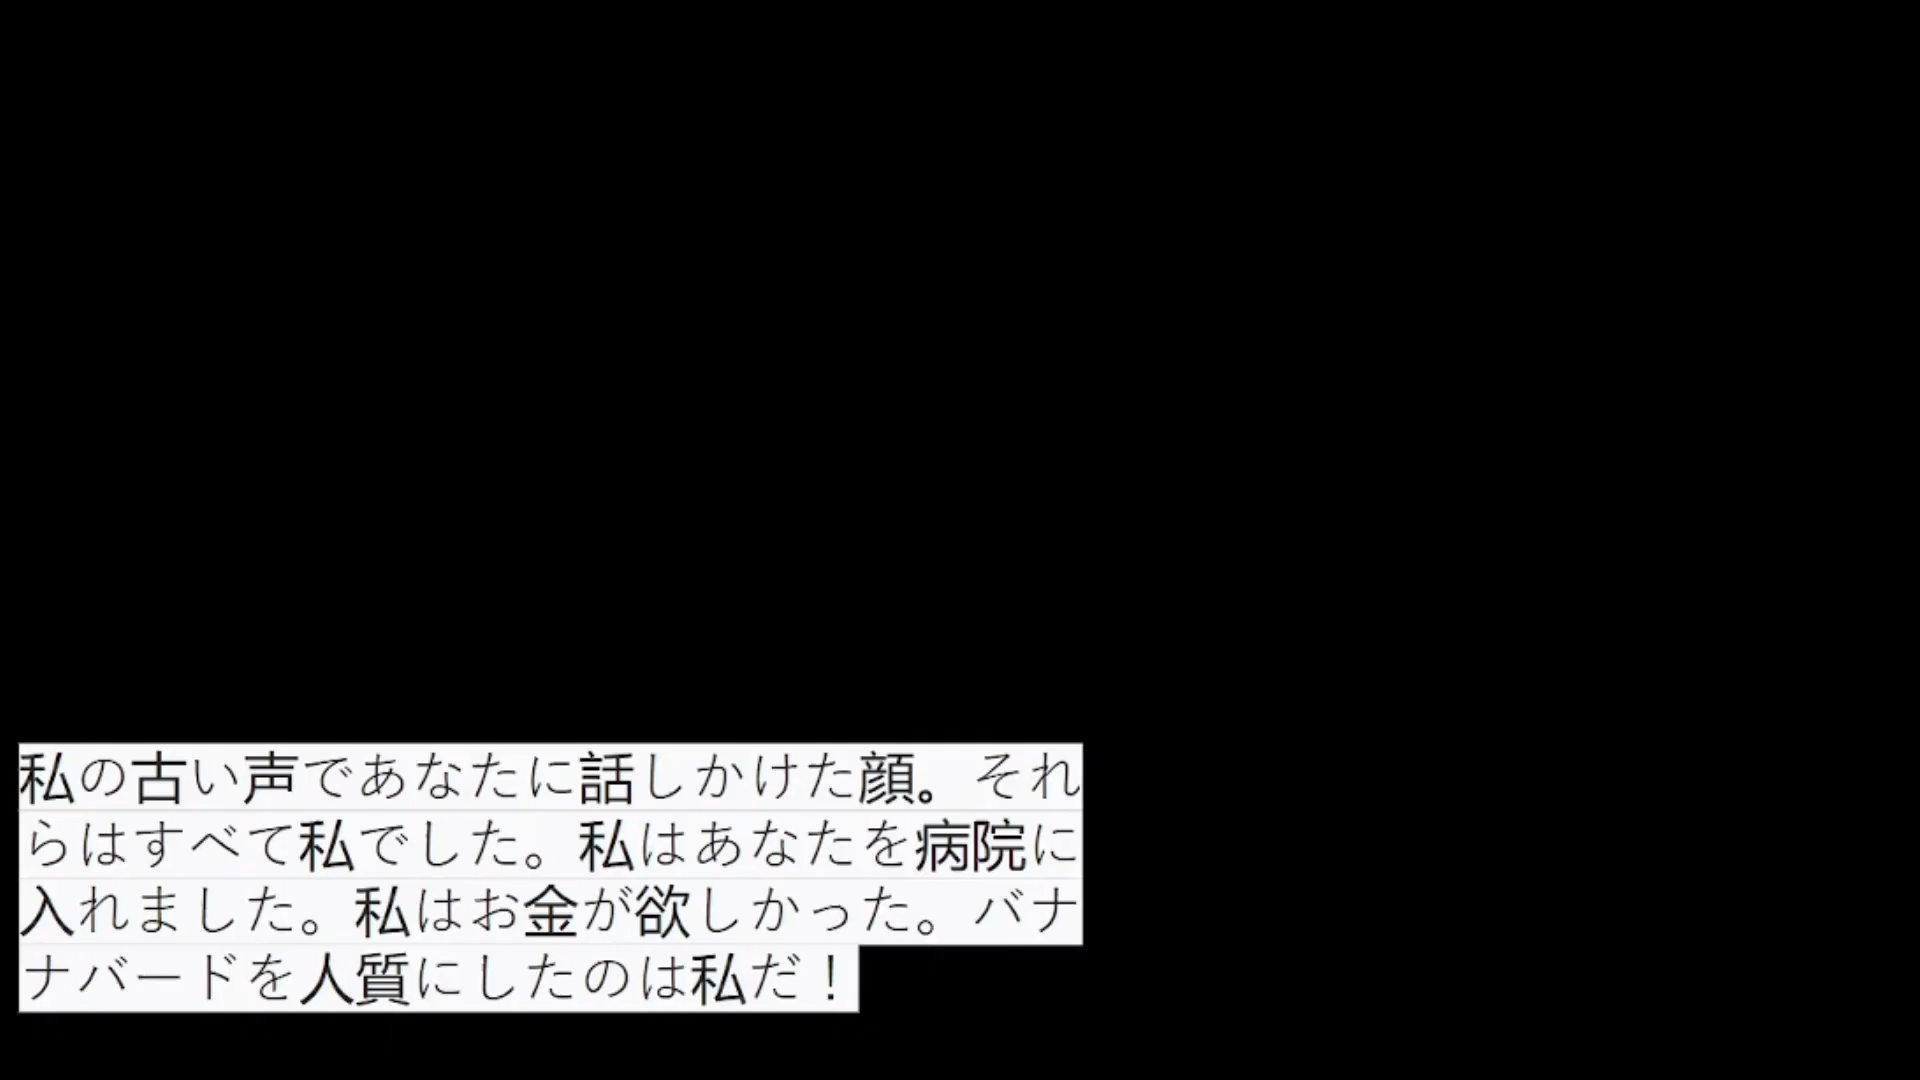 私の古い声であなたに話しかけた顔。それ
らはすべて私でした。私はあなたを病院に
入れました。私はお金が欲しかった。バナ
ナバードを人質にしたのは私だ！